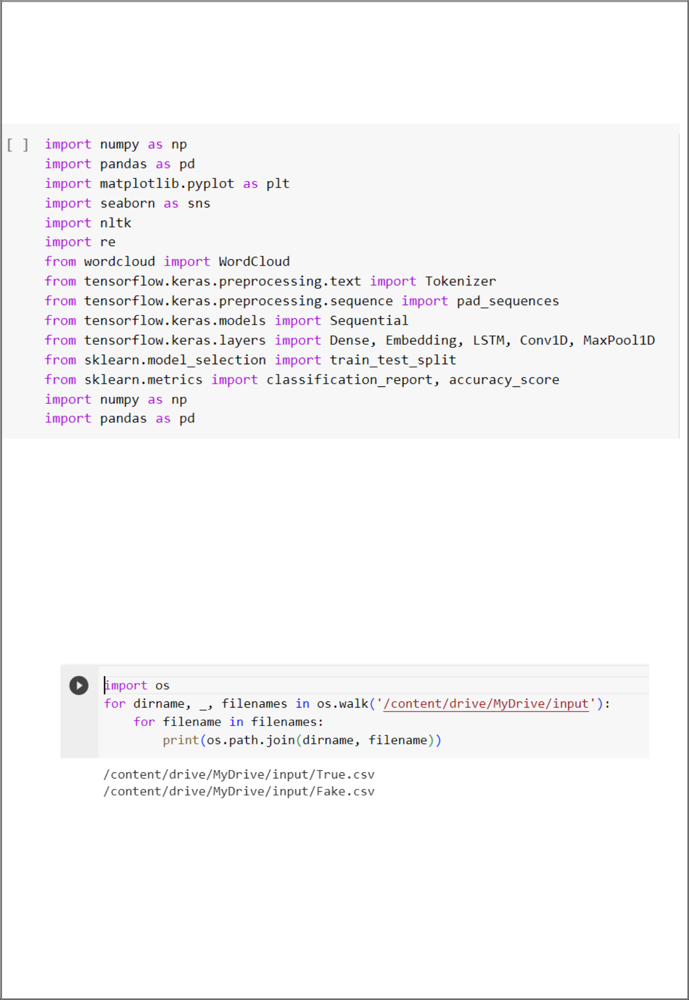 [ ] import numpy as np
import pandas as pd
import matplotlib.pyplot as plt
import seaborn as sns
import nltk
import re
from wordcloud import WordCloud
from tensorflow.keras.preprocessing.text import Tokenizer
from tensorflow.keras.preprocessing.sequence import pad_sequences
from tensorflow.keras.models import Sequential
from tensorflow.keras.layers import Dense, Embedding, LSTM, Conv1D, MaxPool1D
from sklearn.model_selection import train_test_split
from sklearn.metrics import classification_report, accuracy_score
import numpy as np
import pandas as pd
import os
for dirname, _, filenames in os.walk('/content/drive/MyDrive/input'):
    for filename in filenames:
        print(os.path.join(dirname, filename))
/content/drive/MyDrive/input/True.csv
/content/drive/MyDrive/input/Fake.csv